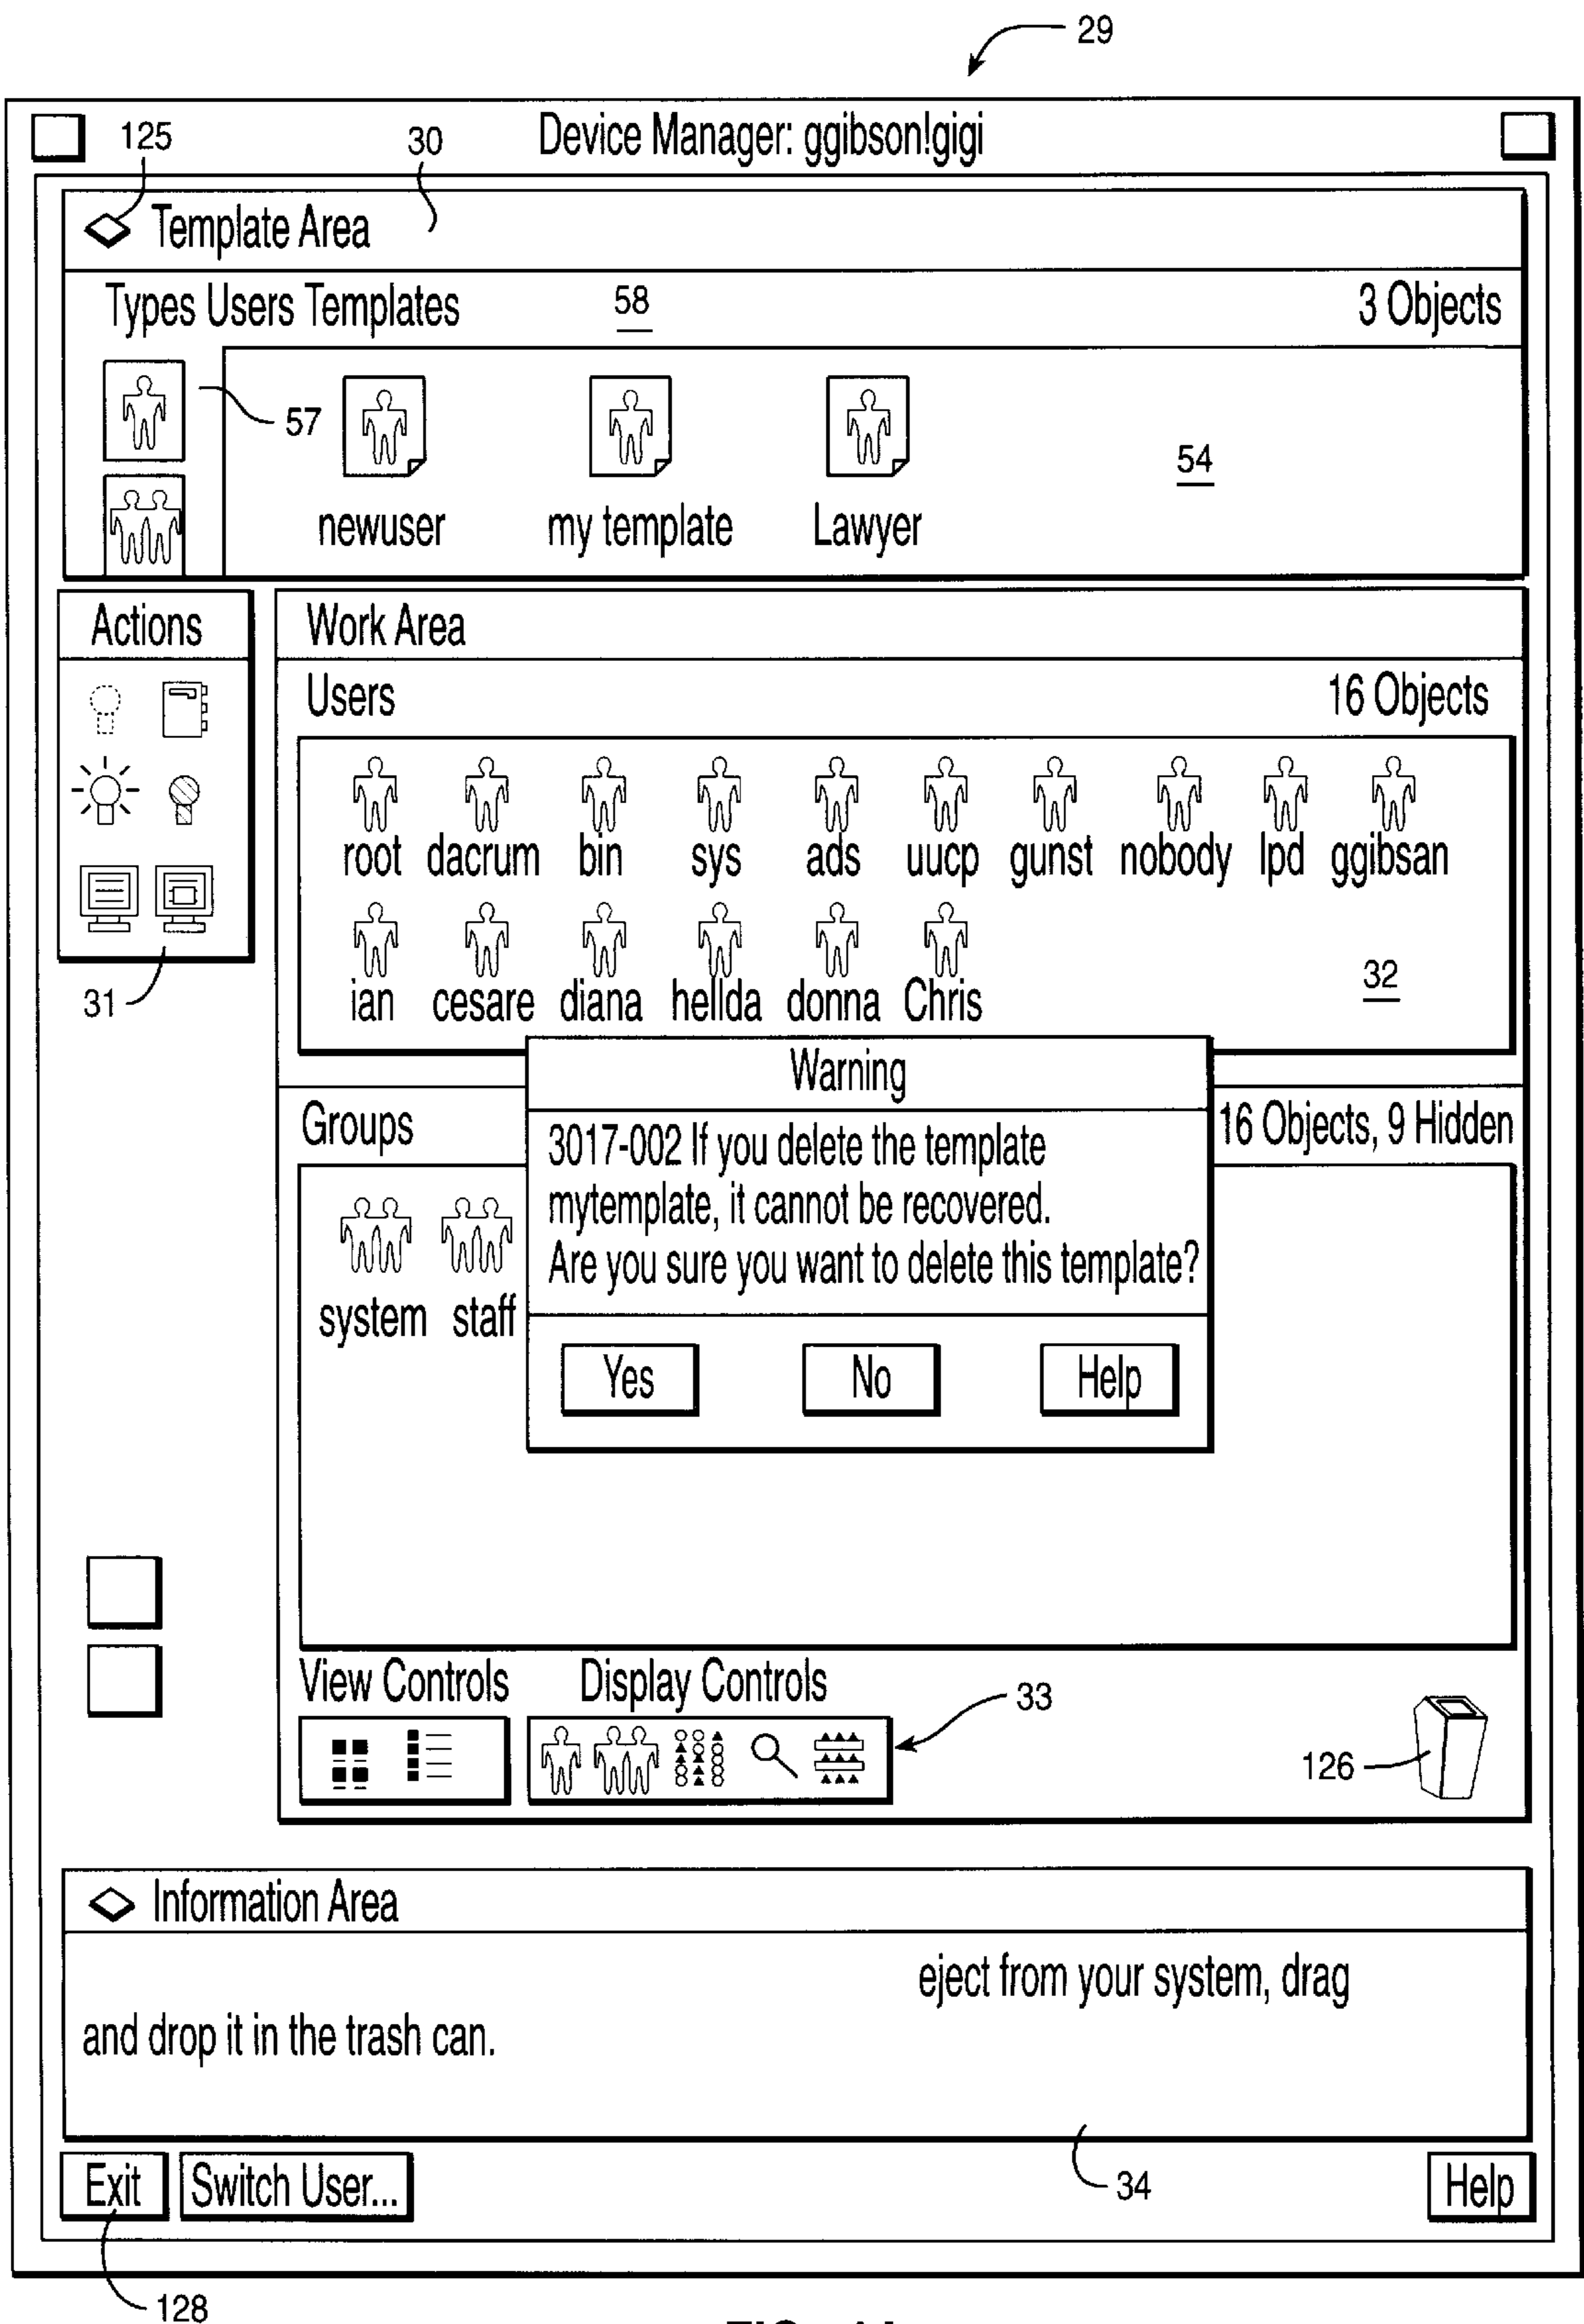 29
Device Manager: ggibson!gigi
125
30
Template Area
Types Users Templates 58 3 Objects
57
54
newuser my template Lawyer
Actions
Work Area
Users 16 Objects
root dacrum bin sys ads uucp gunst nobody lpd ggibsan
ian cesare diana hellda donna Chris
32
31
Warning
Groups 16 Objects, 9 Hidden
3017-002 If you delete the template
mytemplate, it cannot be recovered.
Are you sure you want to delete this template?
system staff
Yes No Help
View Controls Display Controls
33
126
Information Area
eject from your system, drag
and drop it in the trash can.
Exit Switch User... 34 Help
128